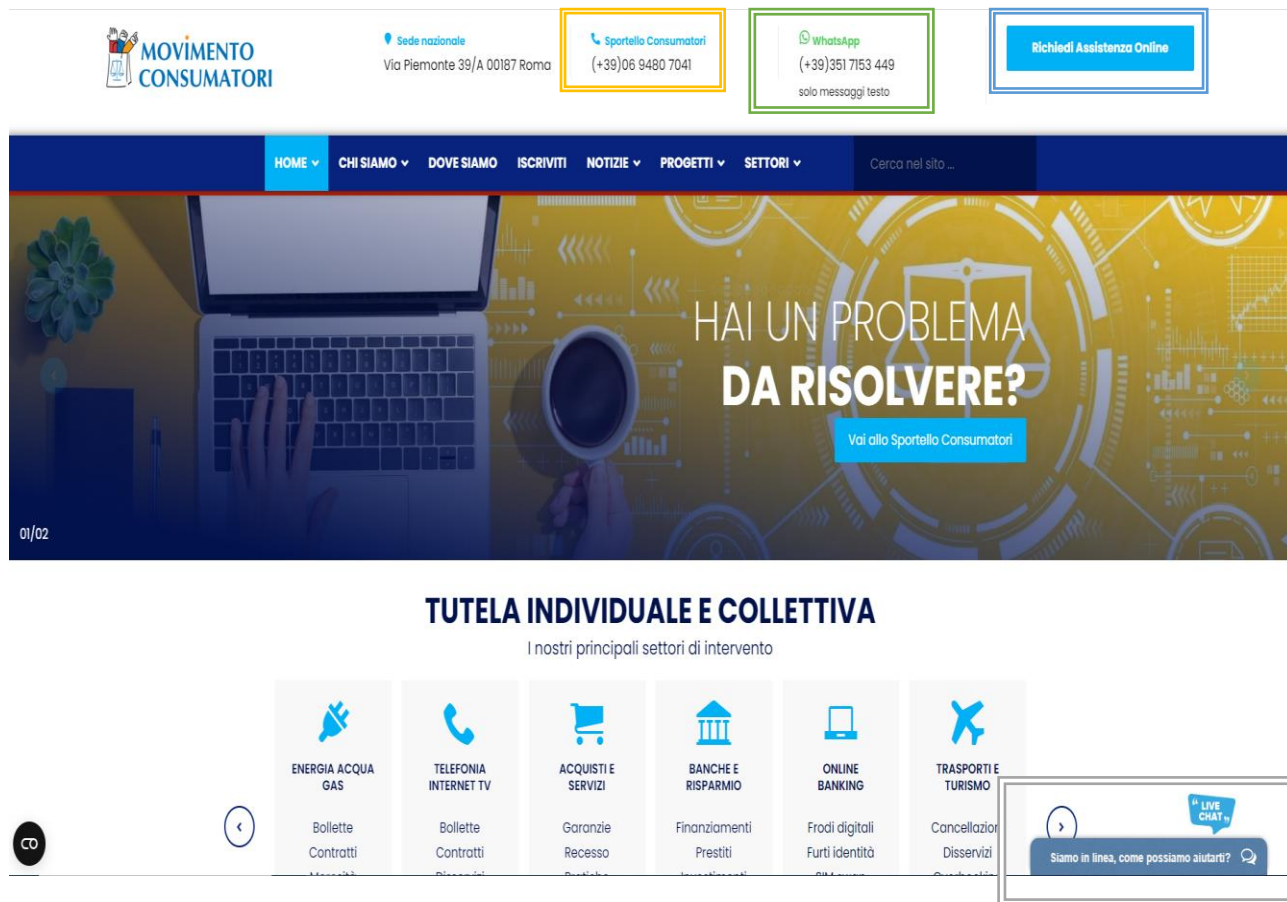 MOVIMENTO
CONSUMATORI
Sede nazionale
Via Piemonte 39/A 00187 Roma
Sportello Consumatori
(+39)06 9480 7041
WhatsApp
(+39)351 7153 449
solo messaggi testo
Richiedi Assistenza Online
HOME CHI SIAMO DOVE SIAMO ISCRIVITI NOTIZIE PROGETTI SETTORI
Cerca nel sito ...
HAI UN PROBLEMA
DA RISOLVERE?
Vai allo Sportello Consumatori
01/02
TUTELA INDIVIDUALE E COLLETTIVA
I nostri principali settori di intervento
ENERGIA ACQUA
GAS
Bollette
Contratti
TELEFONIA
INTERNET TV
Bollette
Contratti
ACQUISTI E
SERVIZI
Garanzie
Recesso
BANCHE E
RISPARMIO
Finanziamenti
Prestiti
ONLINE
BANKING
Frodi digitali
Furti identità
TRASPORTI E
TURISMO
Cancellazion
Disservizi
“ LIVE
CHAT „
Siamo in linea, come possiamo aiutarti?